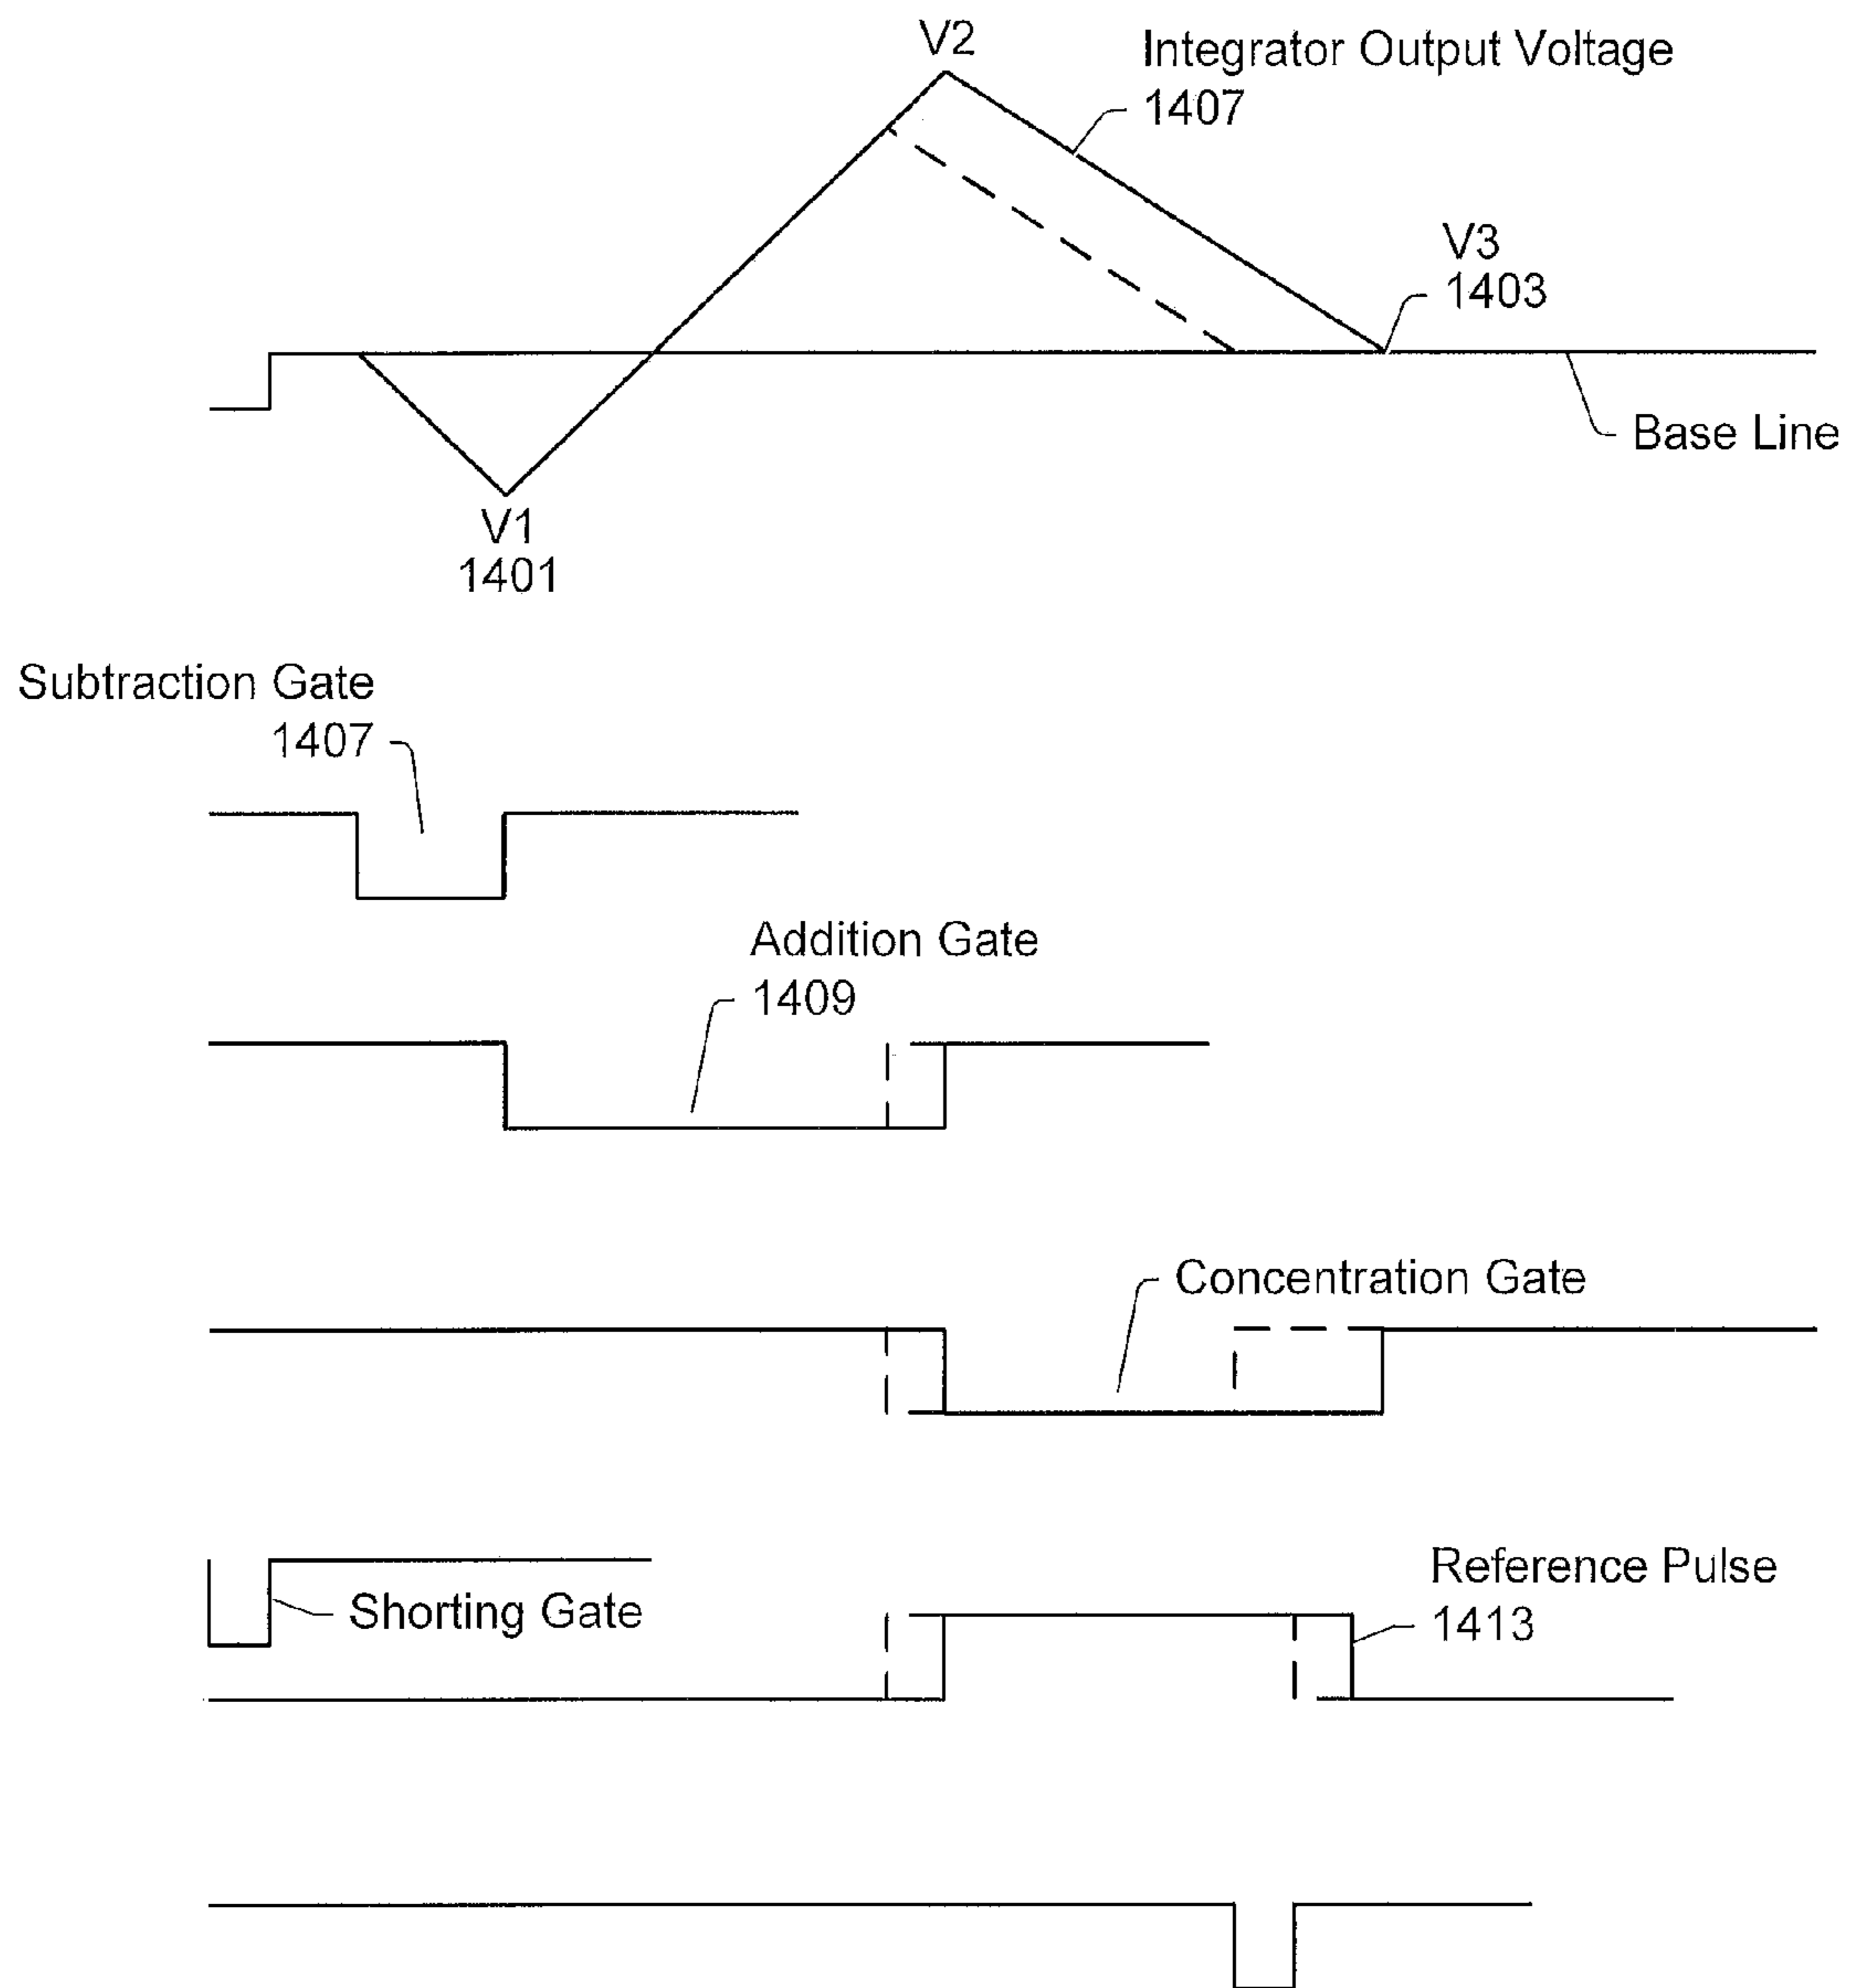 V2
Integrator Output Voltage
1407
V3
1403
Base Line
V1
1401
Subtraction Gate
1407
Addition Gate
1409
Concentration Gate
Shorting Gate
Reference Pulse
1413